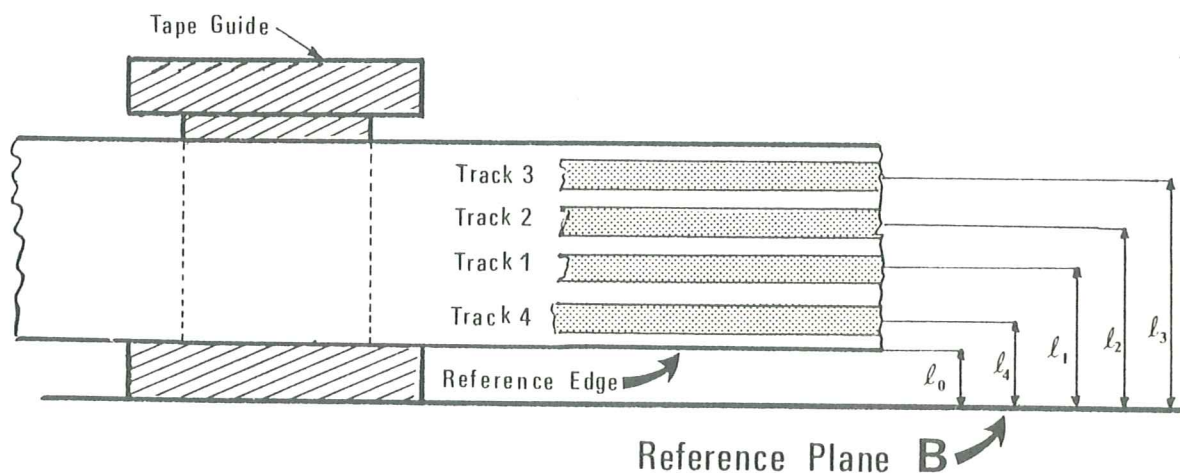 Tape Guide
Track 3
Track 2
Track 1
Track 4
Reference Edge
ℓ₀
ℓ₄
ℓ₁
ℓ₂
ℓ₃
Reference Plane B